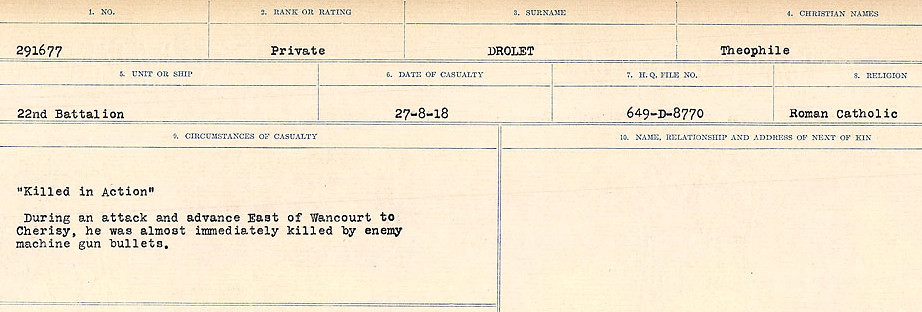 1. NO. 2. RANK OR RATING 3. SURNAME 4. CHRISTIAN NAMES
291677 Private DROLET Theophile
5. UNIT OR SHIP 6. DATE OF CASUALTY 7. H.Q. FILE NO. 8. RELIGION
22nd Battalion 27-8-18 649-D-8770 Roman Catholic
9. CIRCUMSTANCES OF CASUALTY 10. NAME, RELATIONSHIP AND ADDRESS OF NEXT OF KIN
"Killed in Action"
During an attack and advance East of Wancourt to
Cherisy, he was almost immediately killed by enemy
machine gun bullets.